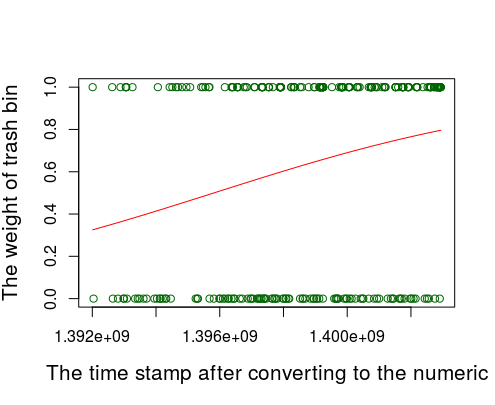 The weight of trash bin
1.0
0.8
0.6
0.4
0.2
0.0
1.392e+09 1.396e+09 1.400e+09
The time stamp after converting to the numeric